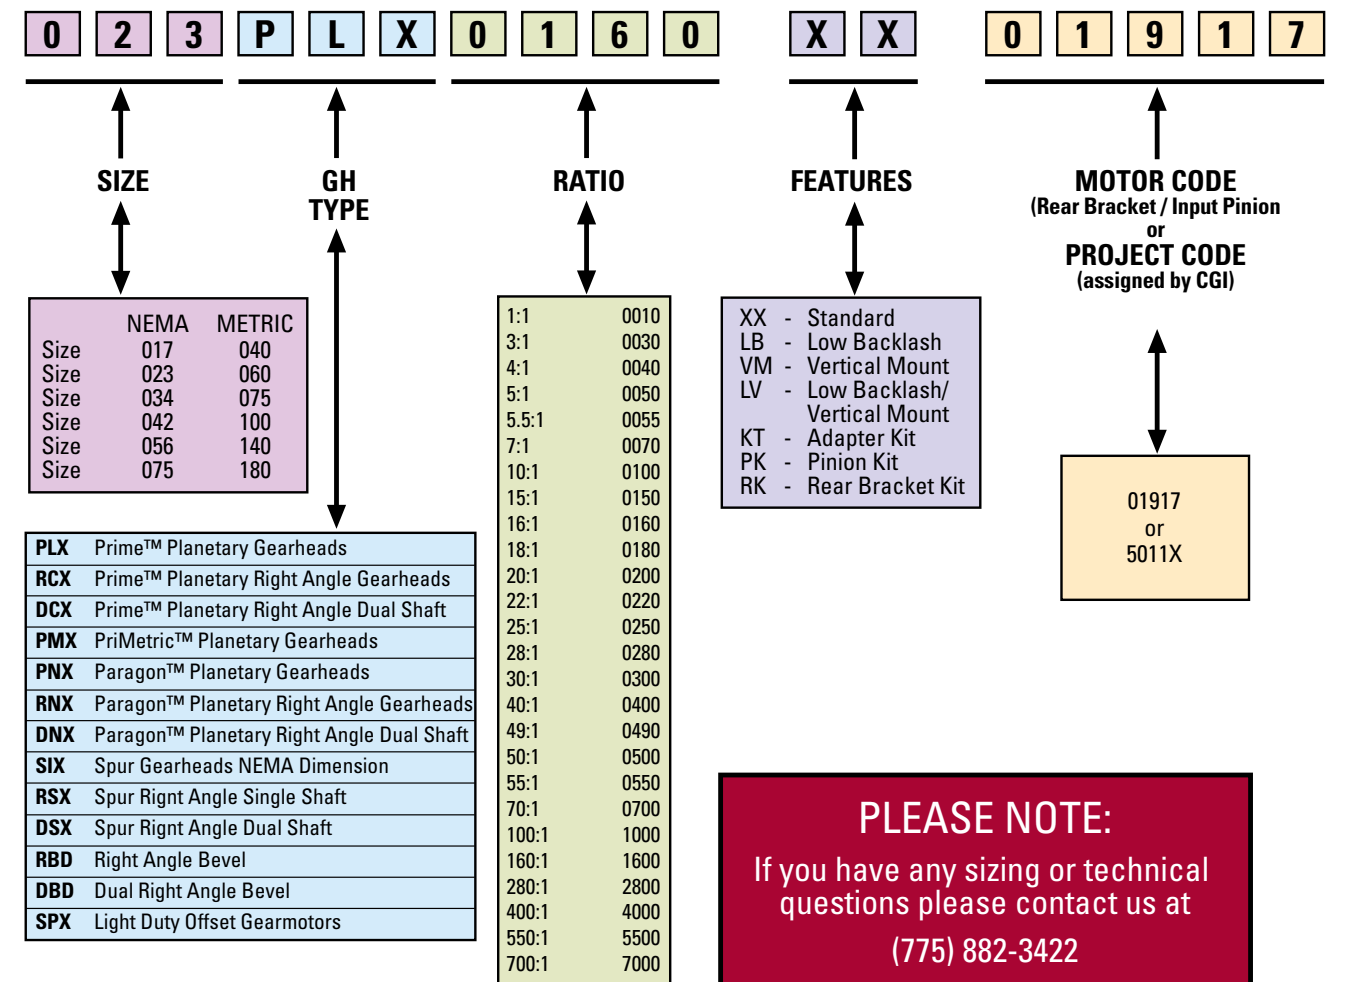 0 2 3 P L X 0 1 6 0 X X 0 1 9 1 7
SIZE
GH
TYPE
RATIO
FEATURES
MOTOR CODE
(Rear Bracket / Input Pinion
or
PROJECT CODE
(assigned by CGI)
NEMA METRIC
Size 017 040
Size 023 060
Size 034 075
Size 042 100
Size 056 140
Size 075 180
PLX Prime™ Planetary Gearheads
RCX Prime™ Planetary Right Angle Gearheads
DCX Prime™ Planetary Right Angle Dual Shaft
PMX PriMetric™ Planetary Gearheads
PNX Paragon™ Planetary Gearheads
RNX Paragon™ Planetary Right Angle Gearheads
DNX Paragon™ Planetary Right Angle Dual Shaft
SIX Spur Gearheads NEMA Dimension
RSX Spur Rignt Angle Single Shaft
DSX Spur Rignt Angle Dual Shaft
RBD Right Angle Bevel
DBD Dual Right Angle Bevel
SPX Light Duty Offset Gearmotors
1:1 0010
3:1 0030
4:1 0040
5:1 0050
5.5:1 0055
7:1 0070
10:1 0100
15:1 0150
16:1 0160
18:1 0180
20:1 0200
22:1 0220
25:1 0250
28:1 0280
30:1 0300
40:1 0400
49:1 0490
50:1 0500
55:1 0550
70:1 0700
100:1 1000
160:1 1600
280:1 2800
400:1 4000
550:1 5500
700:1 7000
XX - Standard
LB - Low Backlash
VM - Vertical Mount
LV - Low Backlash/
Vertical Mount
KT - Adapter Kit
PK - Pinion Kit
RK - Rear Bracket Kit
01917
or
5011X
PLEASE NOTE:
If you have any sizing or technical
questions please contact us at
(775) 882-3422